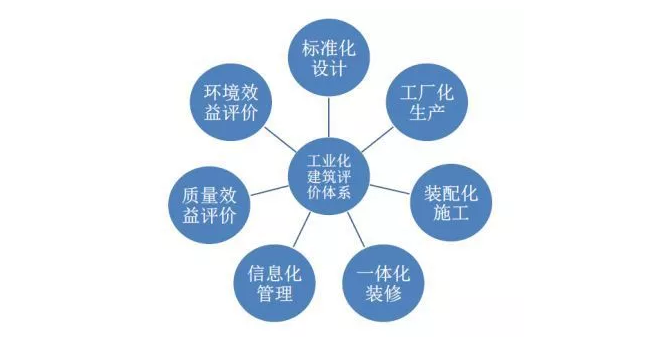 标准化
设计
工厂化
生产
装配化
施工
一体化
装修
信息化
管理
质量效
益评价
环境效
益评价
工业化
建筑评
价体系